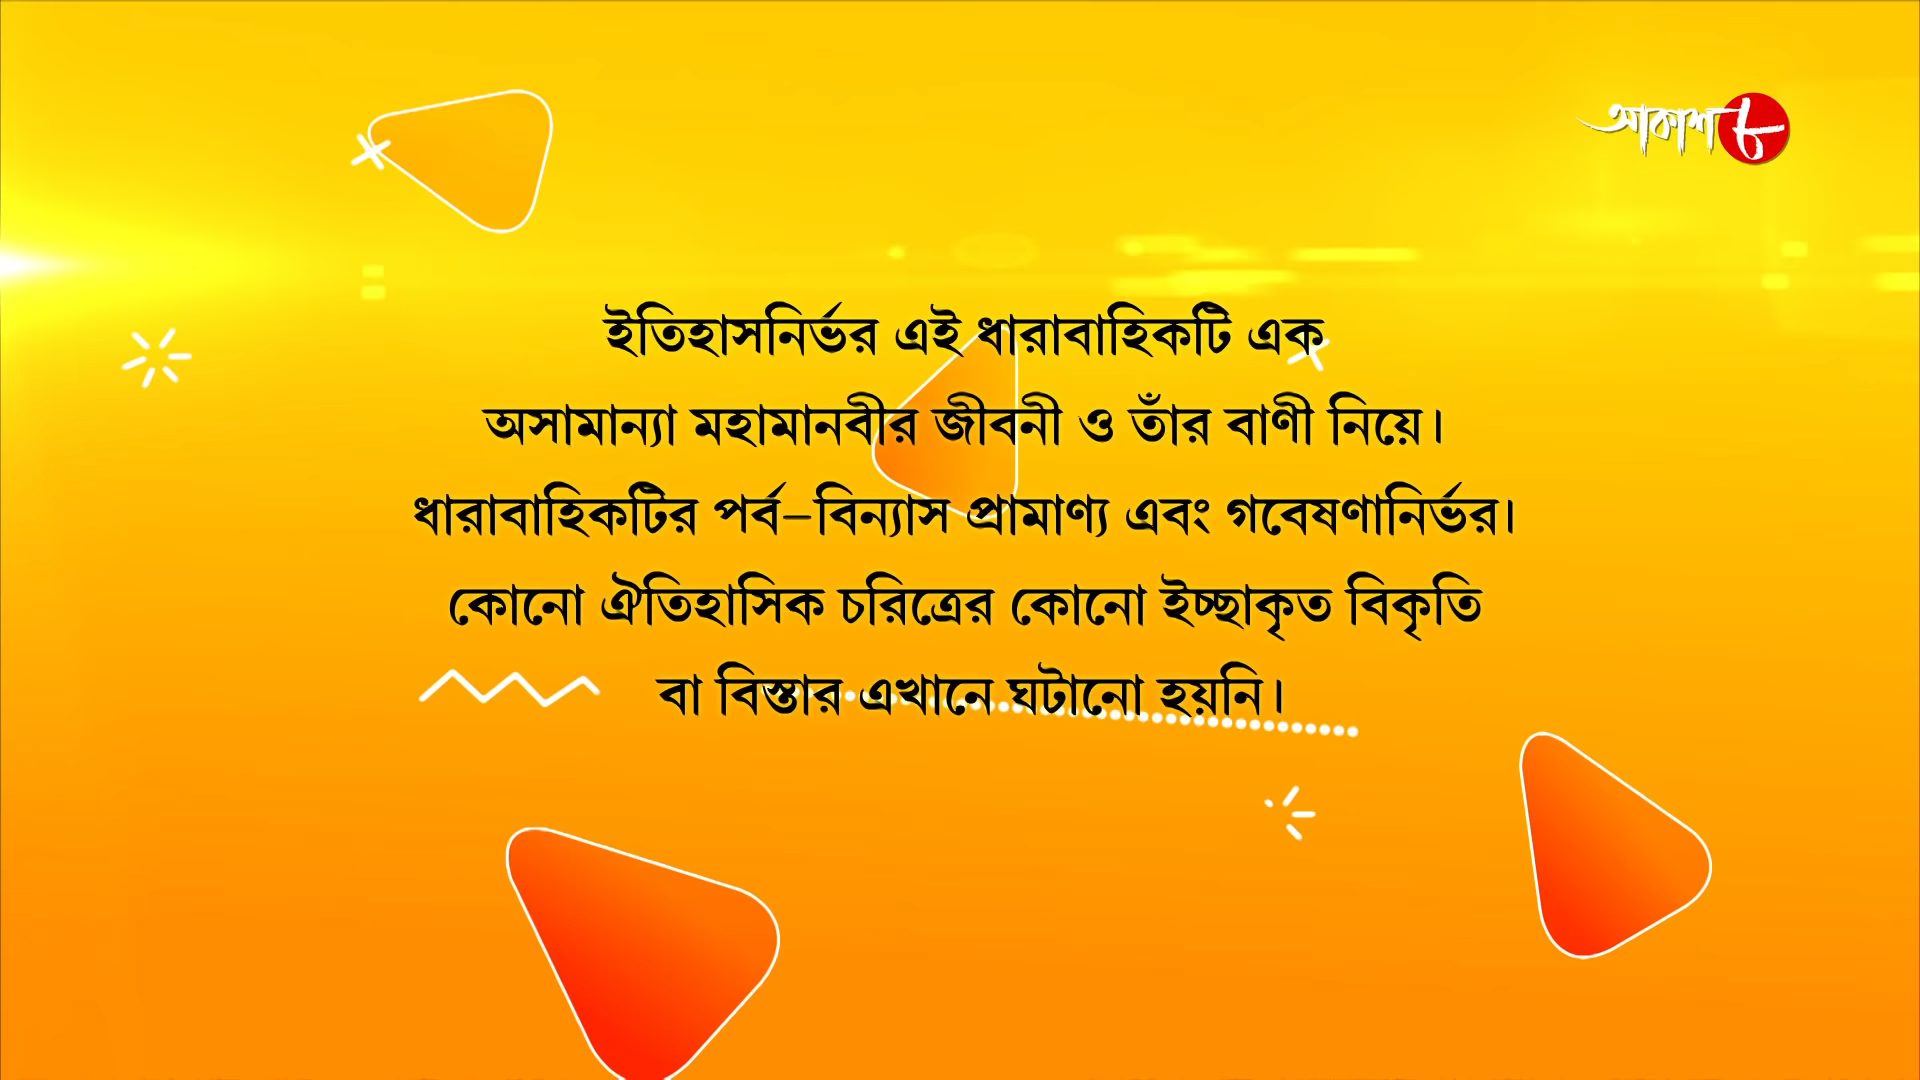 আকাশ ৮
ইতিহাসনির্ভর এই ধারাবাহিকটি এক
অসামান্যা মহামানবীর জীবনী ও তাঁর বাণী নিয়ে।
ধারাবাহিকটির পর্ব–বিন্যাস প্রামাণ্য এবং গবেষণানির্ভর।
কোনো ঐতিহাসিক চরিত্রের কোনো ইচ্ছাকৃত বিকৃতি
বা বিস্তার এখানে ঘটানো হয়নি।